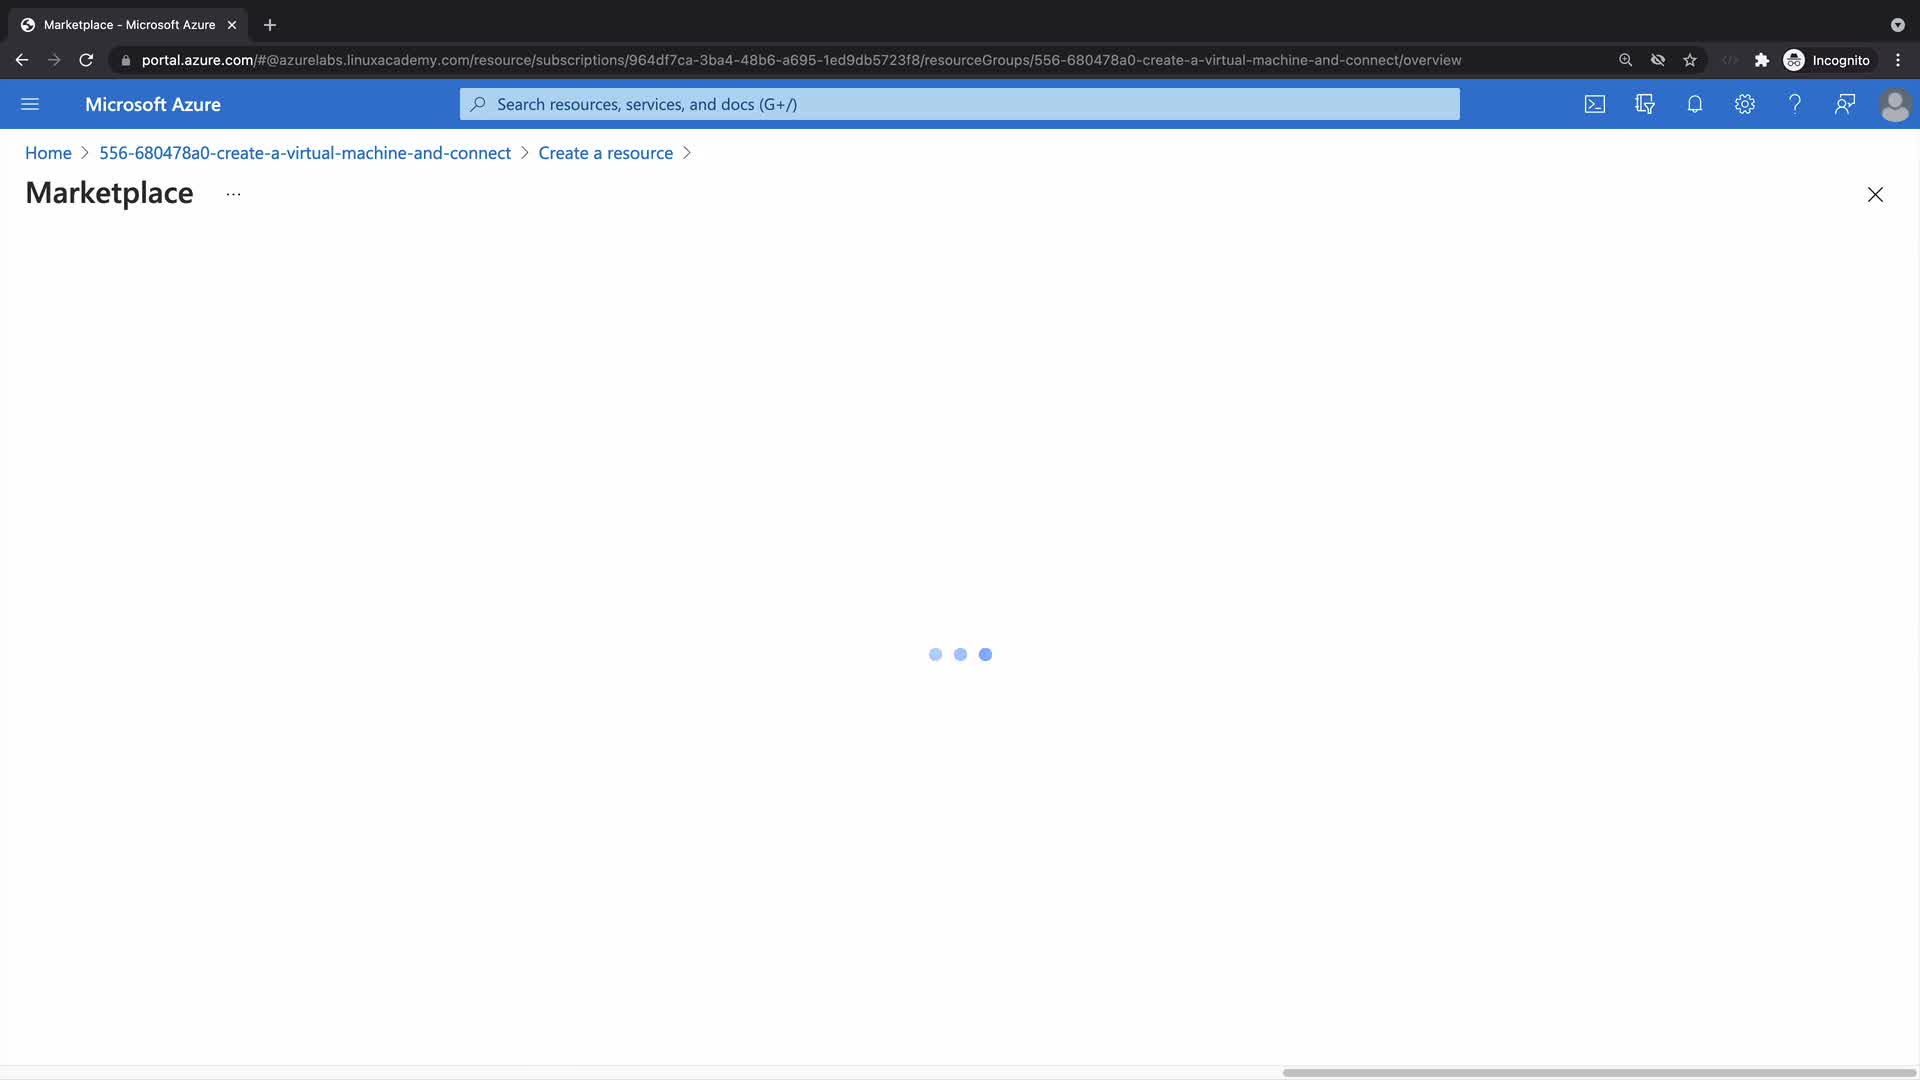 Marketplace - Microsoft Azure
portal.azure.com/#@azurelabs.linuxacademy.com/resource/subscriptions/964df7ca-3ba4-48b6-a695-1ed9db5723f8/resourceGroups/556-680478a0-create-a-virtual-machine-and-connect/overview
Incognito
Microsoft Azure
Search resources, services, and docs (G+/)
Home > 556-680478a0-create-a-virtual-machine-and-connect > Create a resource >
Marketplace ...